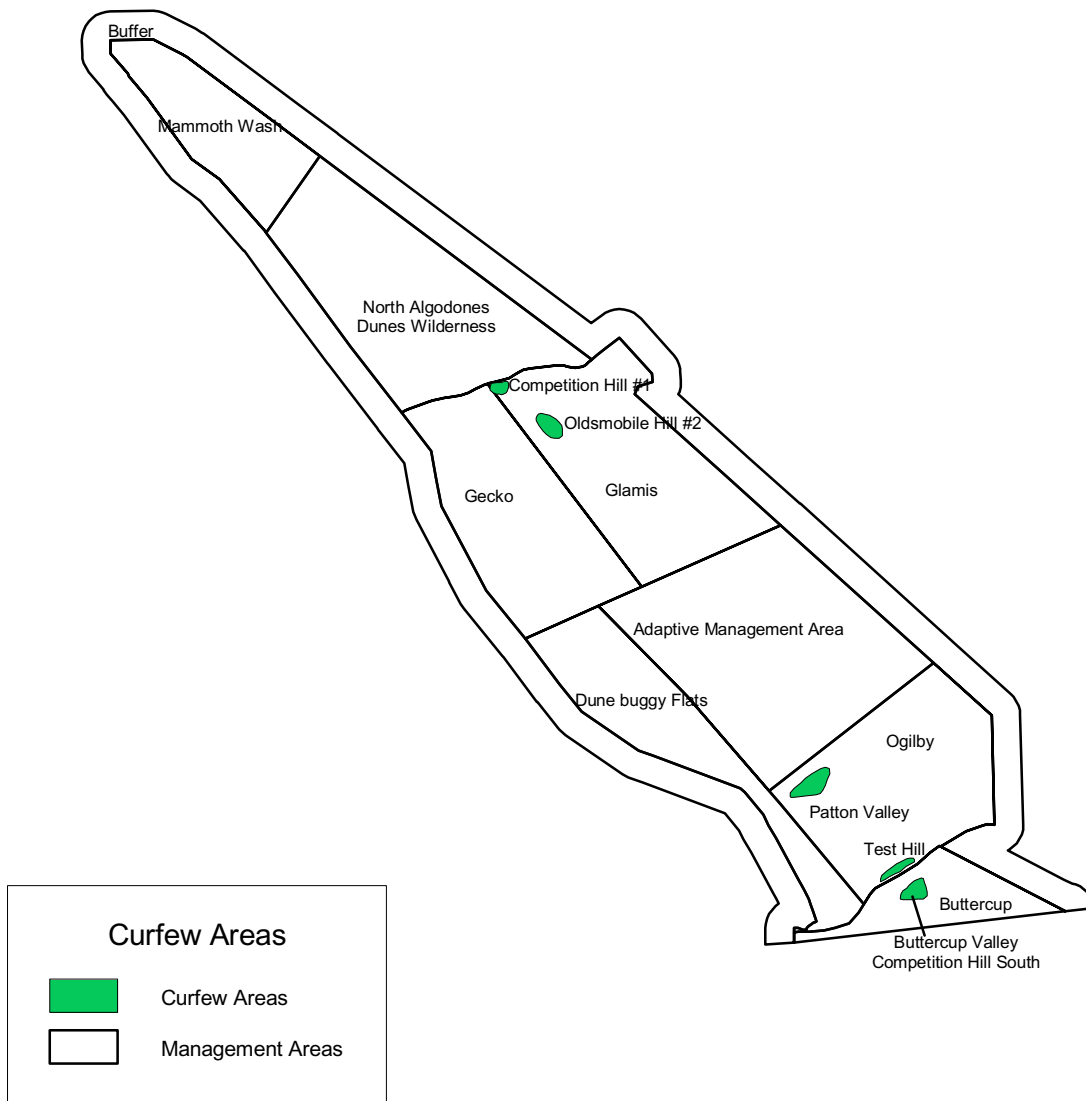 Buffer
Mammoth Wash
North Algodones
Dunes Wilderness
Competition Hill #1
Oldsmobile Hill #2
Gecko
Glamis
Adaptive Management Area
Dune buggy Flats
Ogilby
Patton Valley
Test Hill
Buttercup
Buttercup Valley
Competition Hill South
Curfew Areas
Curfew Areas
Management Areas